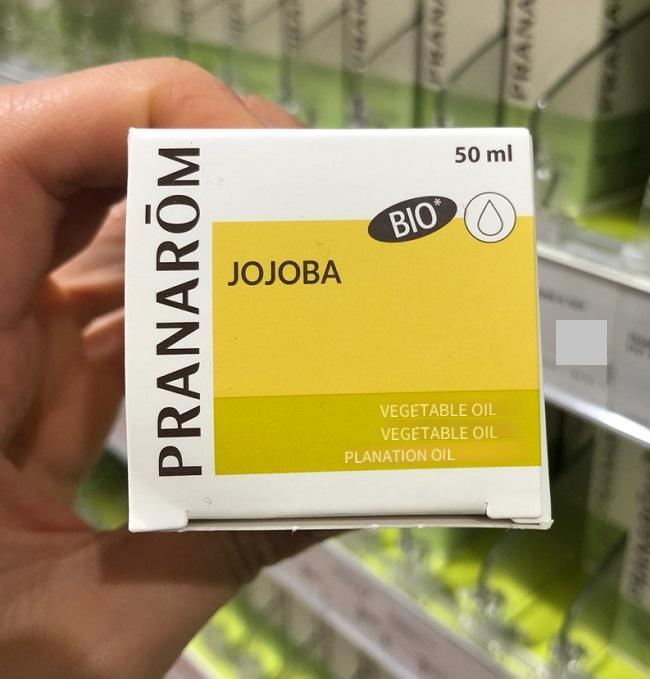 PRANARŌM
50 ml
BIO*
JOJOBA
VEGETABLE OIL
VEGETABLE OIL
PLANATION OIL